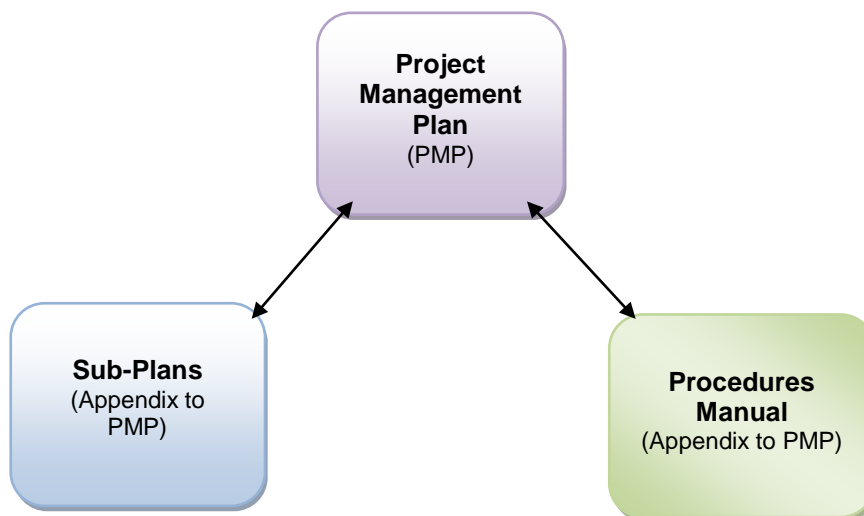 Project
Management
Plan
(PMP)
Sub-Plans
(Appendix to
PMP)
Procedures
Manual
(Appendix to PMP)